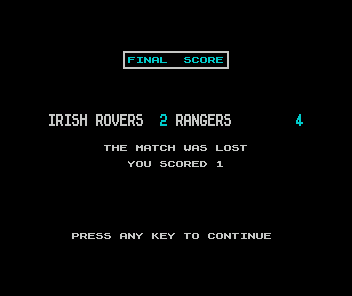 FINAL SCORE
IRISH ROVERS 2 RANGERS 4
THE MATCH WAS LOST
YOU SCORED 1
PRESS ANY KEY TO CONTINUE